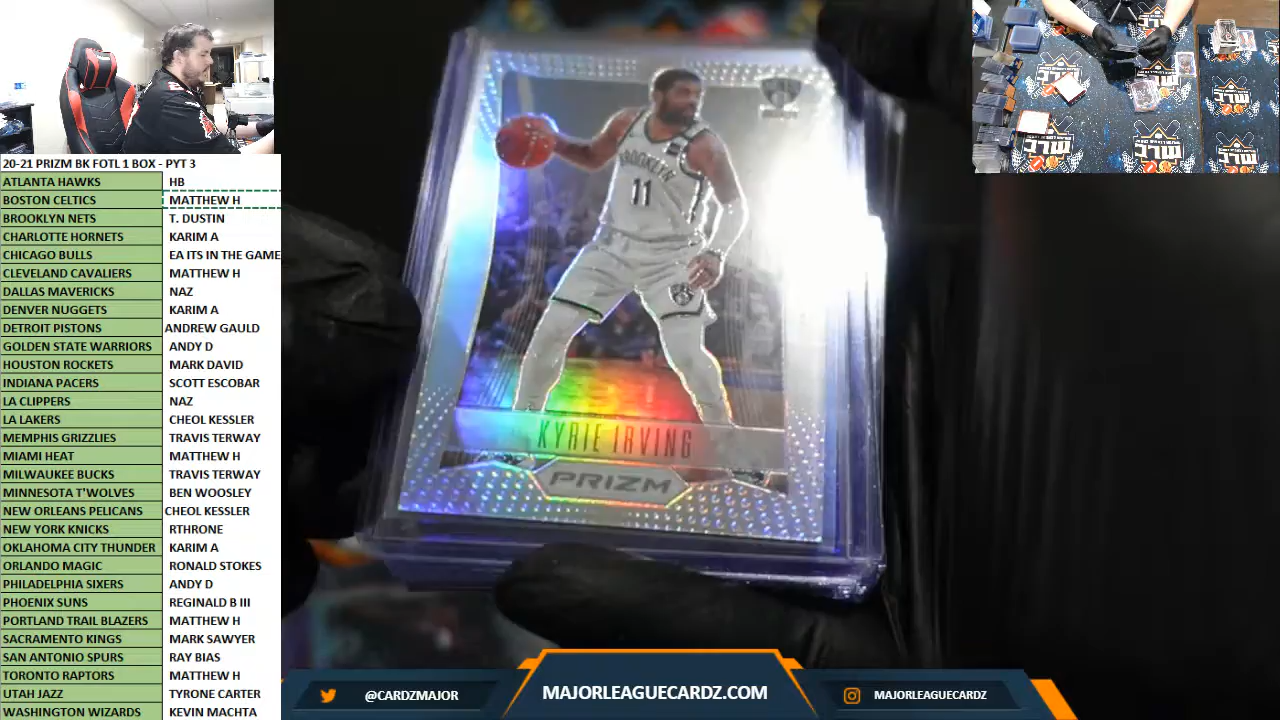 20-21 PRIZM BK FOTL 1 BOX - PYT 3
ATLANTA HAWKS HB
BOSTON CELTICS MATTHEW H
BROOKLYN NETS T. DUSTIN
CHARLOTTE HORNETS KARIM A
CHICAGO BULLS EA ITS IN THE GAME
CLEVELAND CAVALIERS MATTHEW H
DALLAS MAVERICKS NAZ
DENVER NUGGETS KARIM A
DETROIT PISTONS ANDREW GAULD
GOLDEN STATE WARRIORS ANDY D
HOUSTON ROCKETS MARK DAVID
INDIANA PACERS SCOTT ESCOBAR
LA CLIPPERS NAZ
LA LAKERS CHEOL KESSLER
MEMPHIS GRIZZLIES TRAVIS TERWAY
MIAMI HEAT MATTHEW H
MILWAUKEE BUCKS TRAVIS TERWAY
MINNESOTA T'WOLVES BEN WOOSLEY
NEW ORLEANS PELICANS CHEOL KESSLER
NEW YORK KNICKS RTHRONE
OKLAHOMA CITY THUNDER KARIM A
ORLANDO MAGIC RONALD STOKES
PHILADELPHIA SIXERS ANDY D
PHOENIX SUNS REGINALD B III
PORTLAND TRAIL BLAZERS MATTHEW H
SACRAMENTO KINGS MARK SAWYER
SAN ANTONIO SPURS RAY BIAS
TORONTO RAPTORS MATTHEW H
UTAH JAZZ TYRONE CARTER
WASHINGTON WIZARDS KEVIN MACHTA
BROOKLYN
11
KYRIE IRVING
PRIZM
@CARDZMAJOR
MAJORLEAGUECARDZ.COM
MAJORLEAGUECARDZ